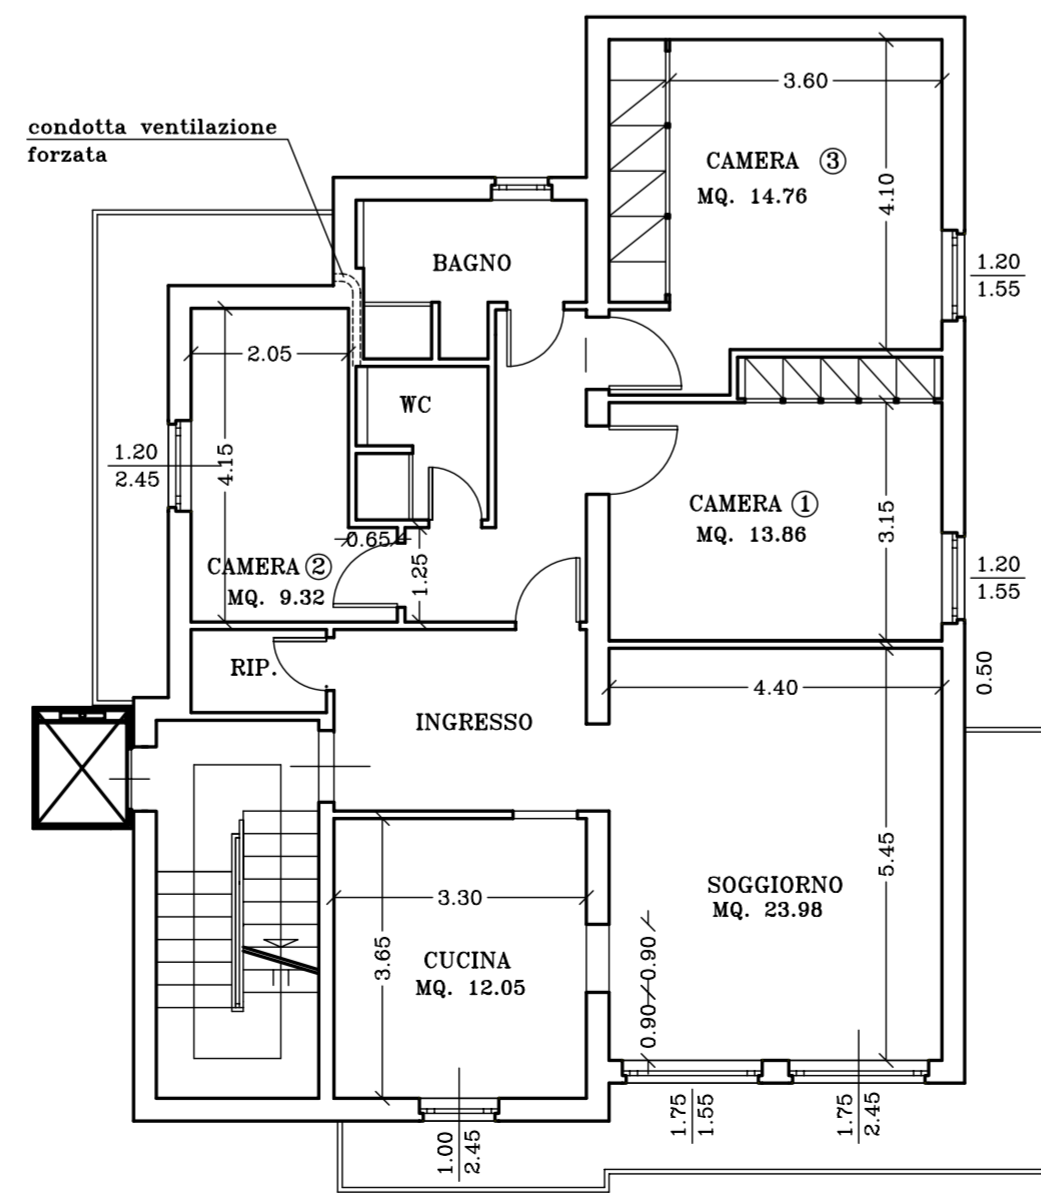 condotta ventilazione
forzata
3.60
CAMERA 3
MQ. 14.76
4.10
1.20
1.55
BAGNO
2.05
WC
1.20
2.45
4.15
CAMERA 1
MQ. 13.86
3.15
0.65
CAMERA 2
MQ. 9.32
1.25
1.20
1.55
RIP.
0.50
4.40
INGRESSO
5.45
SOGGIORNO
MQ. 23.98
3.30
3.65
CUCINA
MQ. 12.05
0.90
0.90
1.00
2.45
1.75
1.55
1.75
2.45